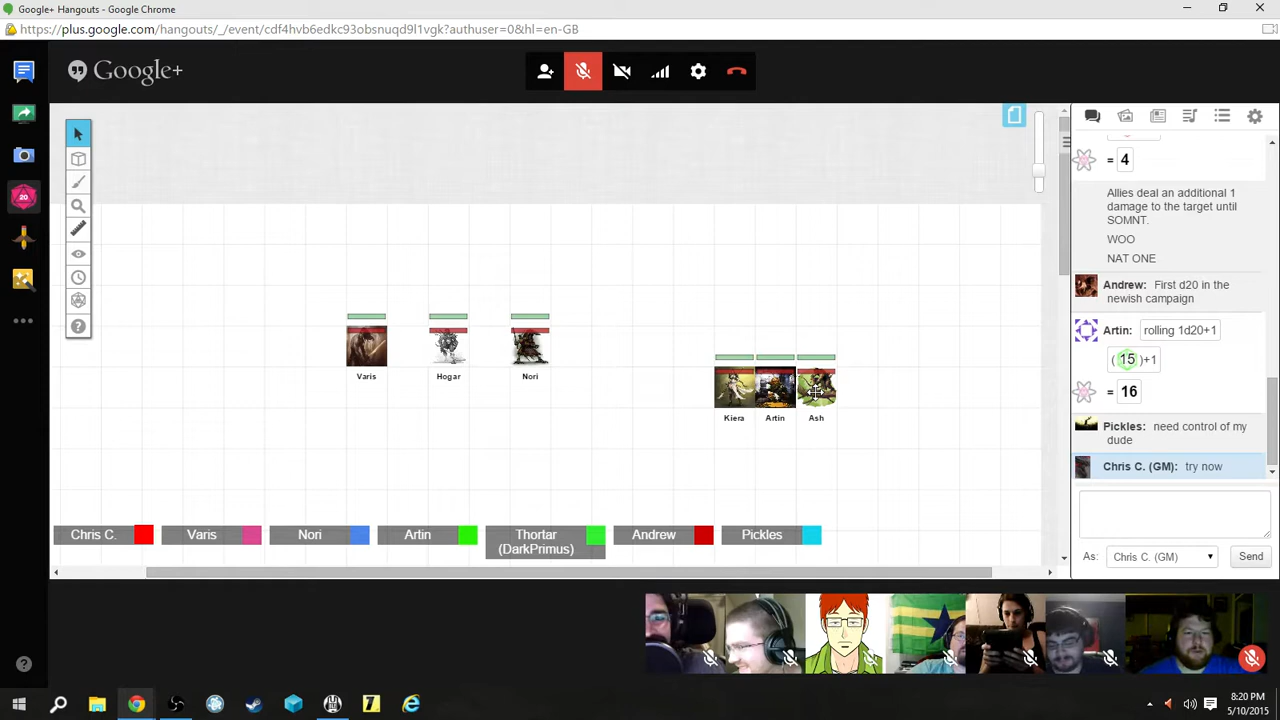 Google+ Hangouts - Google Chrome
https://plus.google.com/hangouts/_/event/cdf4hvb6edkc93obsnuqd9l1vgk?authuser=0&hl=en-GB
Google+
= 4
Allies deal an additional 1
damage to the target until
SOMNT.
WOO
NAT ONE
Andrew: First d20 in the
newish campaign
Artin: rolling 1d20+1
(15)+1
= 16
Pickles: need control of my
dude
Chris C. (GM): try now
As: Chris C. (GM) Send
20
Varis Hogar Nori
Kiera Artin Ash
Chris C. Varis Nori Artin Thortar Andrew Pickles
(DarkPrimus)
8:20 PM
5/10/2015